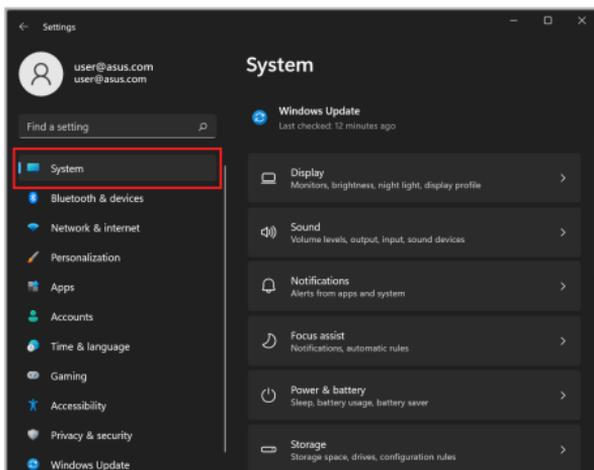 Settings
user@asus.com
user@asus.com
Find a setting
System
Bluetooth & devices
Network & internet
Personalization
Apps
Accounts
Time & language
Gaming
Accessibility
Privacy & security
Windows Update
System
Windows Update
Last checked: 12 minutes ago
Display
Monitors, brightness, night light, display profile
Sound
Volume levels, output, input, sound devices
Notifications
Alerts from apps and system
Focus assist
Notifications, automatic rules
Power & battery
Sleep, battery usage, battery saver
Storage
Storage space, drives, configuration rules